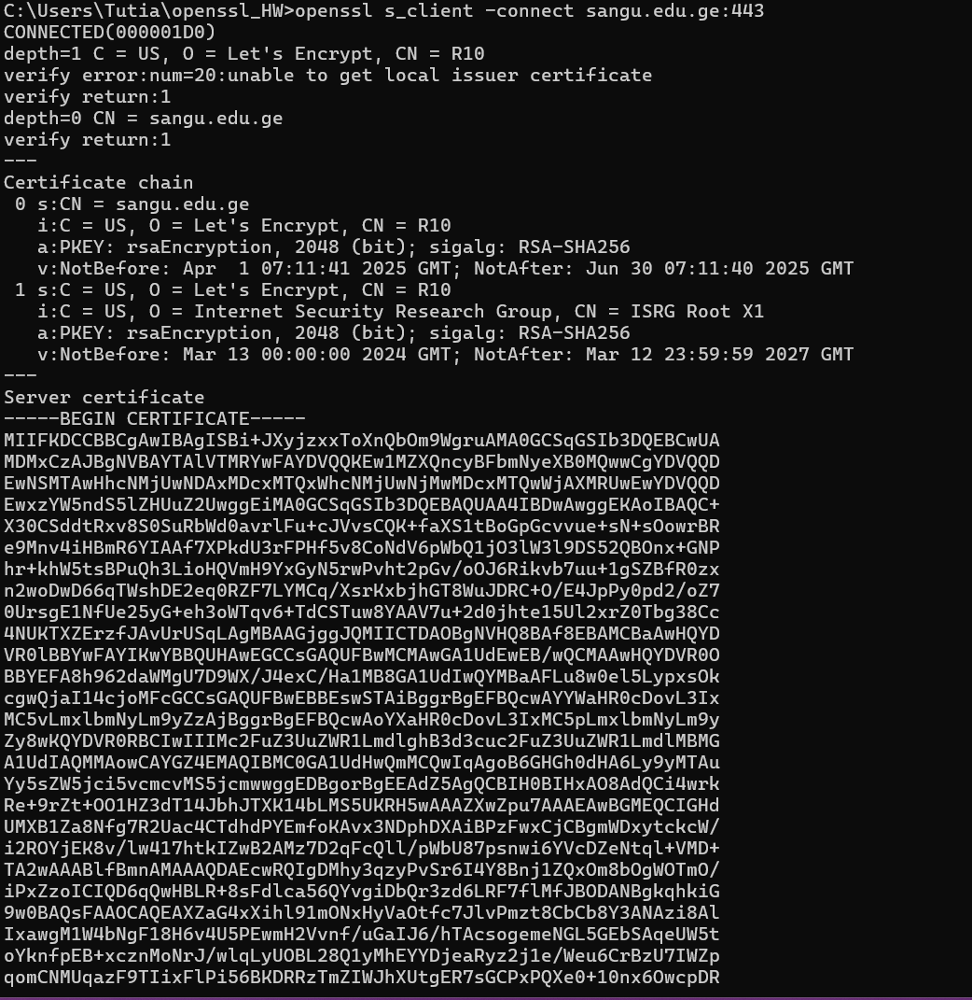 C:\Users\Tutia\openssl_HW>openssl s_client -connect sangu.edu.ge:443
CONNECTED(000001D0)
depth=1 C = US, O = Let's Encrypt, CN = R10
verify error:num=20:unable to get local issuer certificate
verify return:1
depth=0 CN = sangu.edu.ge
verify return:1
---
Certificate chain
 0 s:CN = sangu.edu.ge
   i:C = US, O = Let's Encrypt, CN = R10
   a:PKEY: rsaEncryption, 2048 (bit); sigalg: RSA-SHA256
   v:NotBefore: Apr  1 07:11:41 2025 GMT; NotAfter: Jun 30 07:11:40 2025 GMT
 1 s:C = US, O = Let's Encrypt, CN = R10
   i:C = US, O = Internet Security Research Group, CN = ISRG Root X1
   a:PKEY: rsaEncryption, 2048 (bit); sigalg: RSA-SHA256
   v:NotBefore: Mar 13 00:00:00 2024 GMT; NotAfter: Mar 12 23:59:59 2027 GMT
---
Server certificate
-----BEGIN CERTIFICATE-----
MIIFKDCCBBCgAwIBAgISBi+JXyjzxxToXnQbOm9WgruAMA0GCSqGSIb3DQEBCwUA
MDMxCzAJBgNVBAYTAlVTMRYwFAYDVQQKEw1MZXQncyBFbmNyeXB0MQwwCgYDVQQD
EwNSMTAwHhcNMjUwNDAxMDcxMTQxWhcNMjUwNjMwMDcxMTQwWjAXMRUwEwYDVQQD
EwxzYW5ndS5lZHUuZ2UwggEiMA0GCSqGSIb3DQEBAQUAA4IBDwAwggEKAoIBAQC+
X30CSddtRxv8S0SuRbWd0avrlFu+cJVvsCQK+faXS1tBoGpGcvvue+sN+sOowrBR
e9Mnv4iHBmR6YIAAf7XPkdU3rFPHf5v8CoNdV6pWbQ1jO3lW3l9DS52QBOnx+GNP
hr+khW5tsBPuQh3LioHQVmH9YxGyN5rwPvht2pGv/oOJ6Rikvb7uu+1gSZBfR0zx
n2woDwD66qTWshDE2eq0RZF7LYMCq/XsrKxbjhGT8WuJDRC+O/E4JpPy0pd2/oZ7
0UrsgE1NfUe25yG+eh3oWTqv6+TdCSTuw8YAAV7u+2d0jhte15Ul2xrZ0Tbg38Cc
4NUKTXZErzfJAvUrUSqLAgMBAAGjggJQMIICTDAOBgNVHQ8BAf8EBAMCBaAwHQYD
VR0lBBYwFAYIKwYBBQUHAwEGCCsGAQUFBwMCMAwGA1UdEwEB/wQCMAAwHQYDVR0O
BBYEFA8h962daWMgU7D9WX/J4exC/Ha1MB8GA1UdIwQYMBaAFLu8w0el5LypxsOk
cgwQjaI14cjoMFcGCCsGAQUFBwEBBEswSTAiBggrBgEFBQcwAYYWaHR0cDovL3Ix
MC5vLmxlbmNyLm9yZzAjBggrBgEFBQcwAoYXaHR0cDovL3IxMC5pLmxlbmNyLm9y
Zy8wKQYDVR0RBCIwIIIMc2FuZ3UuZWR1LmdlghB3d3cuc2FuZ3UuZWR1LmdlMBMG
A1UdIAQMMAowCAYGZ4EMAQIBMC0GA1UdHwQmMCQwIqAgoB6GHGh0dHA6Ly9yMTAu
Yy5sZW5jci5vcmcvMS5jcmwwggEDBgorBgEEAdZ5AgQCBIH0BIHxAO8AdQCi4wrk
Re+9rZt+OO1HZ3dT14JbhJTXK14bLMS5UKRH5wAAAZXwZpu7AAAEAwBGMEQCIGHd
UMXB1Za8Nfg7R2Uac4CTdhdPYEmfoKAvx3NDphDXAiBPzFwxCjCBgmWDxytckcW/
i2ROYjEK8v/lw417htkIZwB2AMz7D2qFcQll/pWbU87psnwi6YVcDZeNtql+VMD+
TA2wAAABlfBmnAMAAAQDAEcwRQIgDMhy3qzyPvSr6I4Y8Bnj1ZQxOm8bOgWOTmO/
iPxZzoICIQD6qQwHBLR+8sFdlca56QYvgiDbQr3zd6LRF7flMfJBODANBgkqhkiG
9w0BAQsFAAOCAQEAXZaG4xXihl91mONxHyVaOtfc7JlvPmzt8CbCb8Y3ANAzi8Al
IxawgM1W4bNgF18H6v4U5PEwmH2Vvnf/uGaIJ6/hTAcsogemeNGL5GEbSAqeUW5t
oYknfpEB+xcznMoNrJ/wlqLyUOBL28Q1yMhEYYDjeaRyz2j1e/Weu6CrBzU7IWZp
qomCNMUqazF9TIixFlPi56BKDRRzTmZIWJhXUtgER7sGCPxPQXe0+10nx6OwcpDR